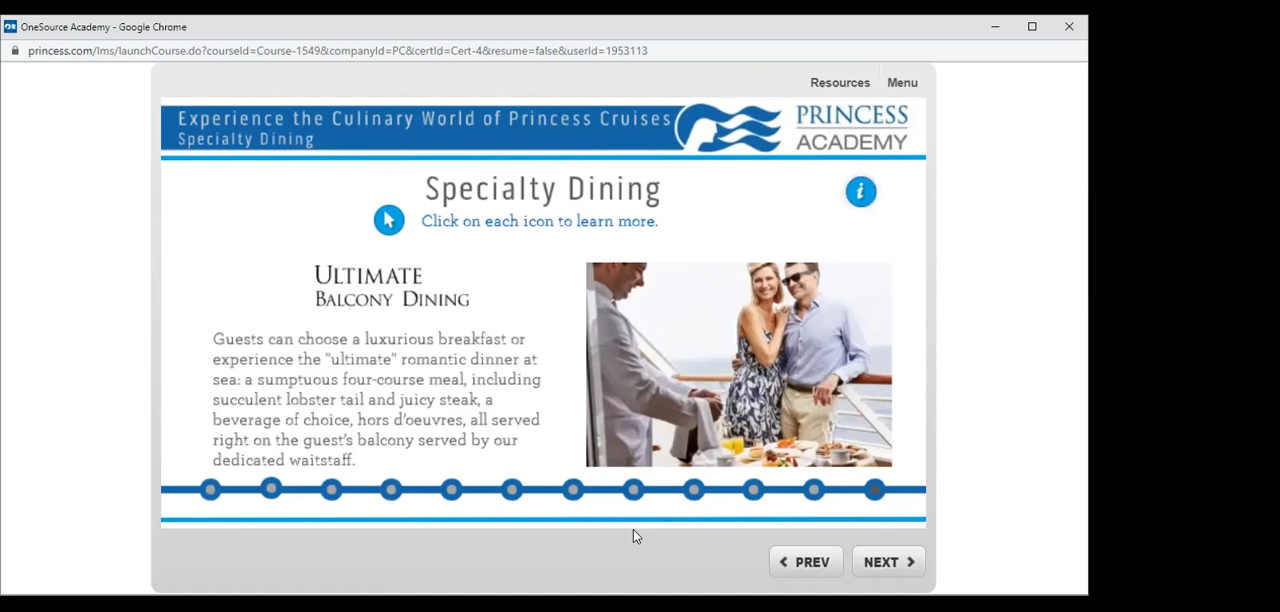 OneSource Academy - Google Chrome
princess.com/lms/launchCourse.do?courseId=Course-1549&companyId=PC&certId=Cert-4&resume=false&userId=1953113
Resources Menu
Experience the Culinary World of Princess Cruises
Specialty Dining
PRINCESS
ACADEMY
Specialty Dining
i
Click on each icon to learn more.
ULTIMATE
BALCONY DINING
Guests can choose a luxurious breakfast or
experience the "ultimate" romantic dinner at
sea: a sumptuous four-course meal, including
succulent lobster tail and juicy steak, a
beverage of choice, hors d'oeuvres, all served
right on the guest's balcony served by our
dedicated waitstaff.
PREV NEXT